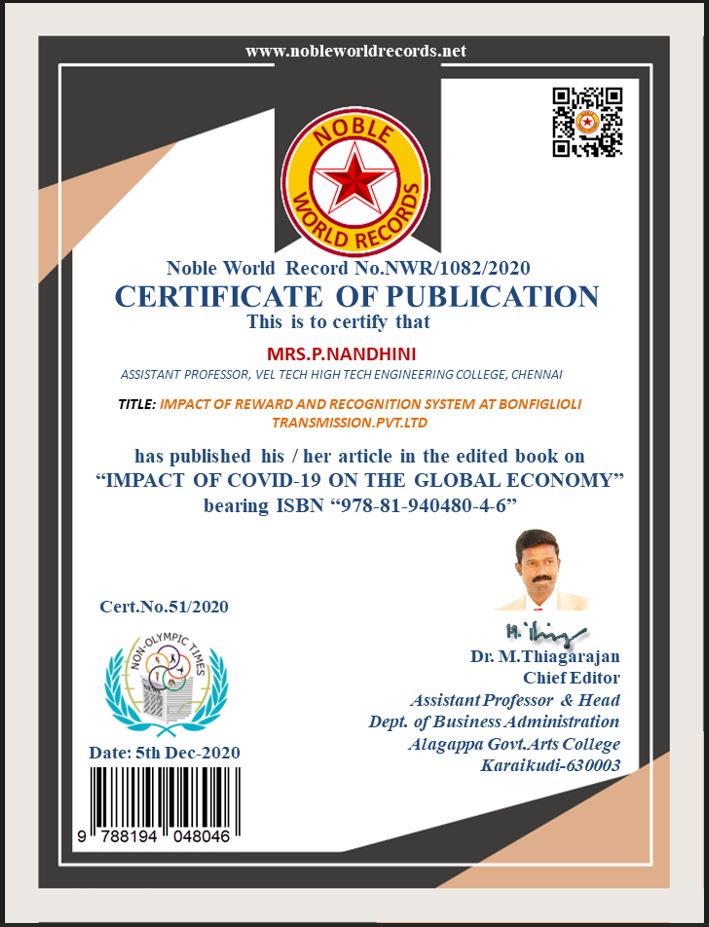 www.nobleworldrecords.net
NOBLE
WORLD RECORDS
Noble World Record No.NWR/1082/2020
CERTIFICATE OF PUBLICATION
This is to certify that
MRS.P.NANDHINI
ASSISTANT PROFESSOR, VEL TECH HIGH TECH ENGINEERING COLLEGE, CHENNAI
TITLE: IMPACT OF REWARD AND RECOGNITION SYSTEM AT BONFIGLIOLI
TRANSMISSION.PVT.LTD
has published his / her article in the edited book on
“IMPACT OF COVID-19 ON THE GLOBAL ECONOMY”
bearing ISBN “978-81-940480-4-6”
Cert.No.51/2020
NON-OLYMPIC TIMES
Date: 5th Dec-2020
9 788194 048046
Dr. M.Thiagarajan
Chief Editor
Assistant Professor & Head
Dept. of Business Administration
Alagappa Govt.Arts College
Karaikudi-630003